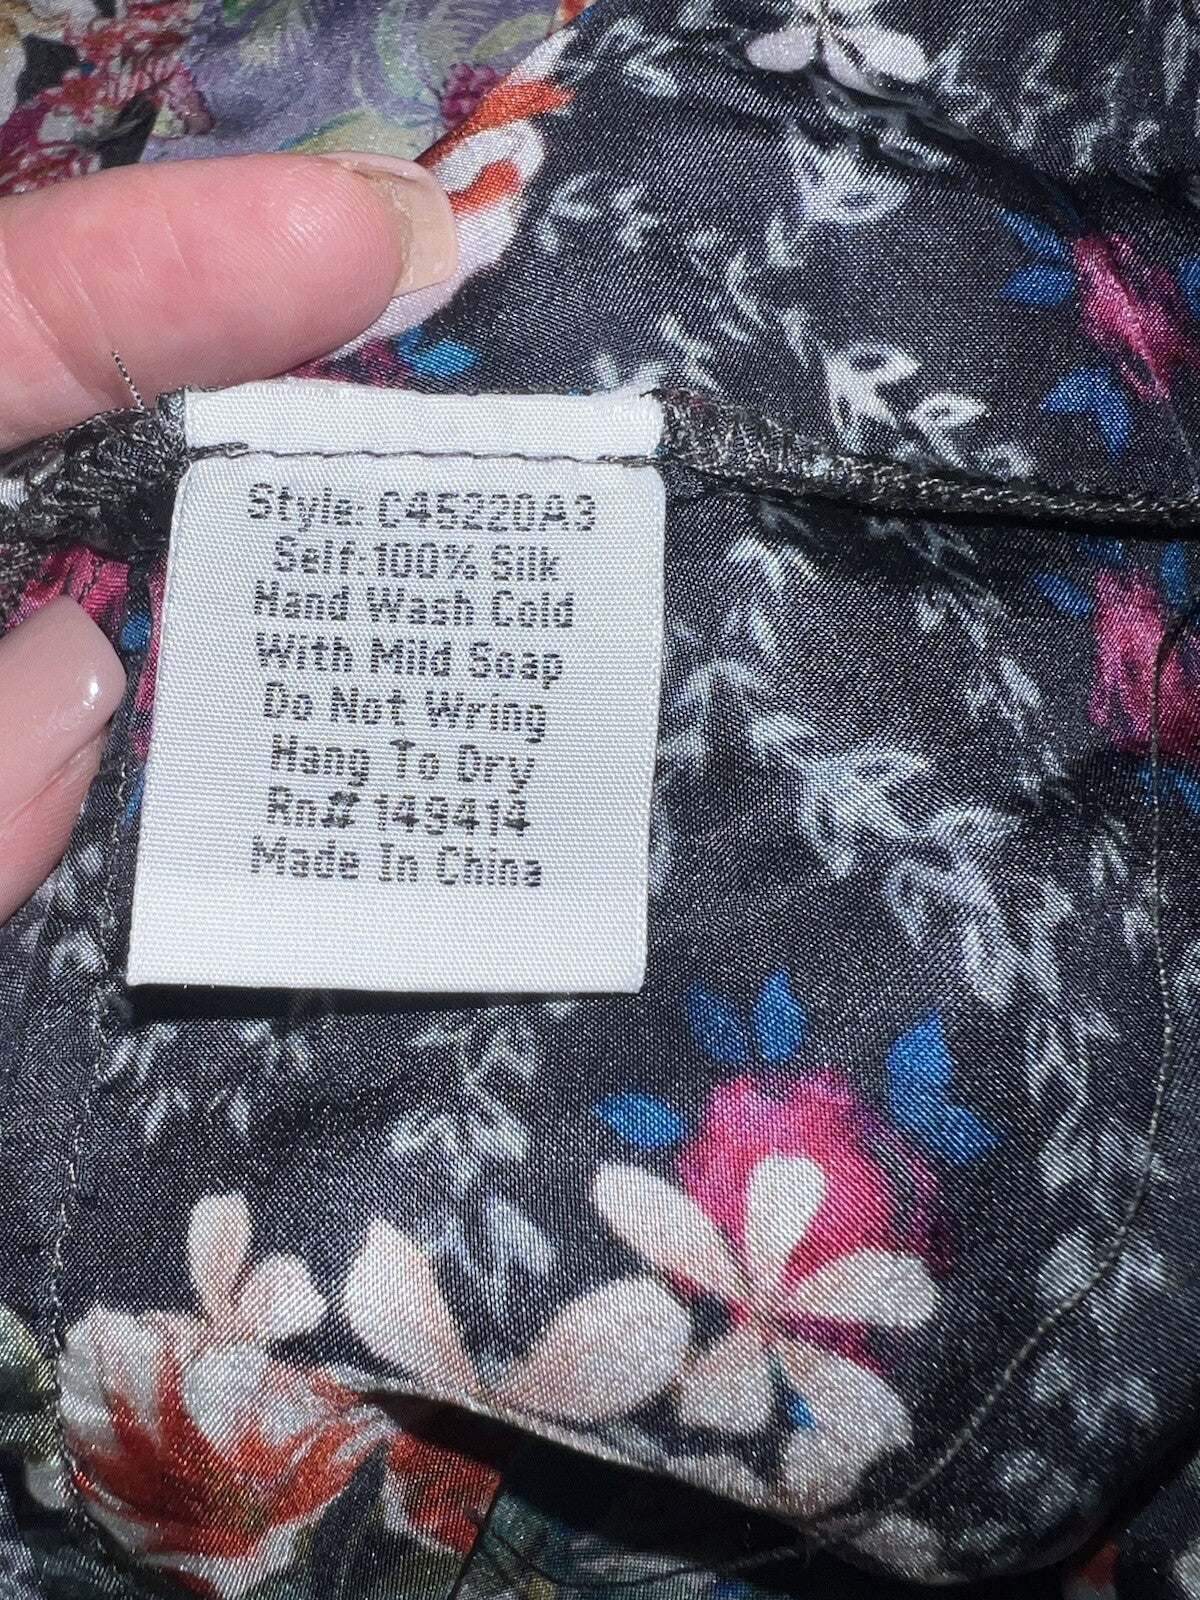 Style: C45220A3
Self:100% Silk
Hand Wash Cold
With Mild Soap
Do Not Wring
Hang To Dry
Rn# 149414
Made In China